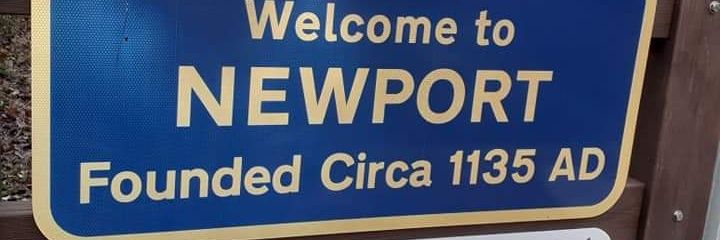 Welcome to
NEWPORT
Founded Circa 1135 AD